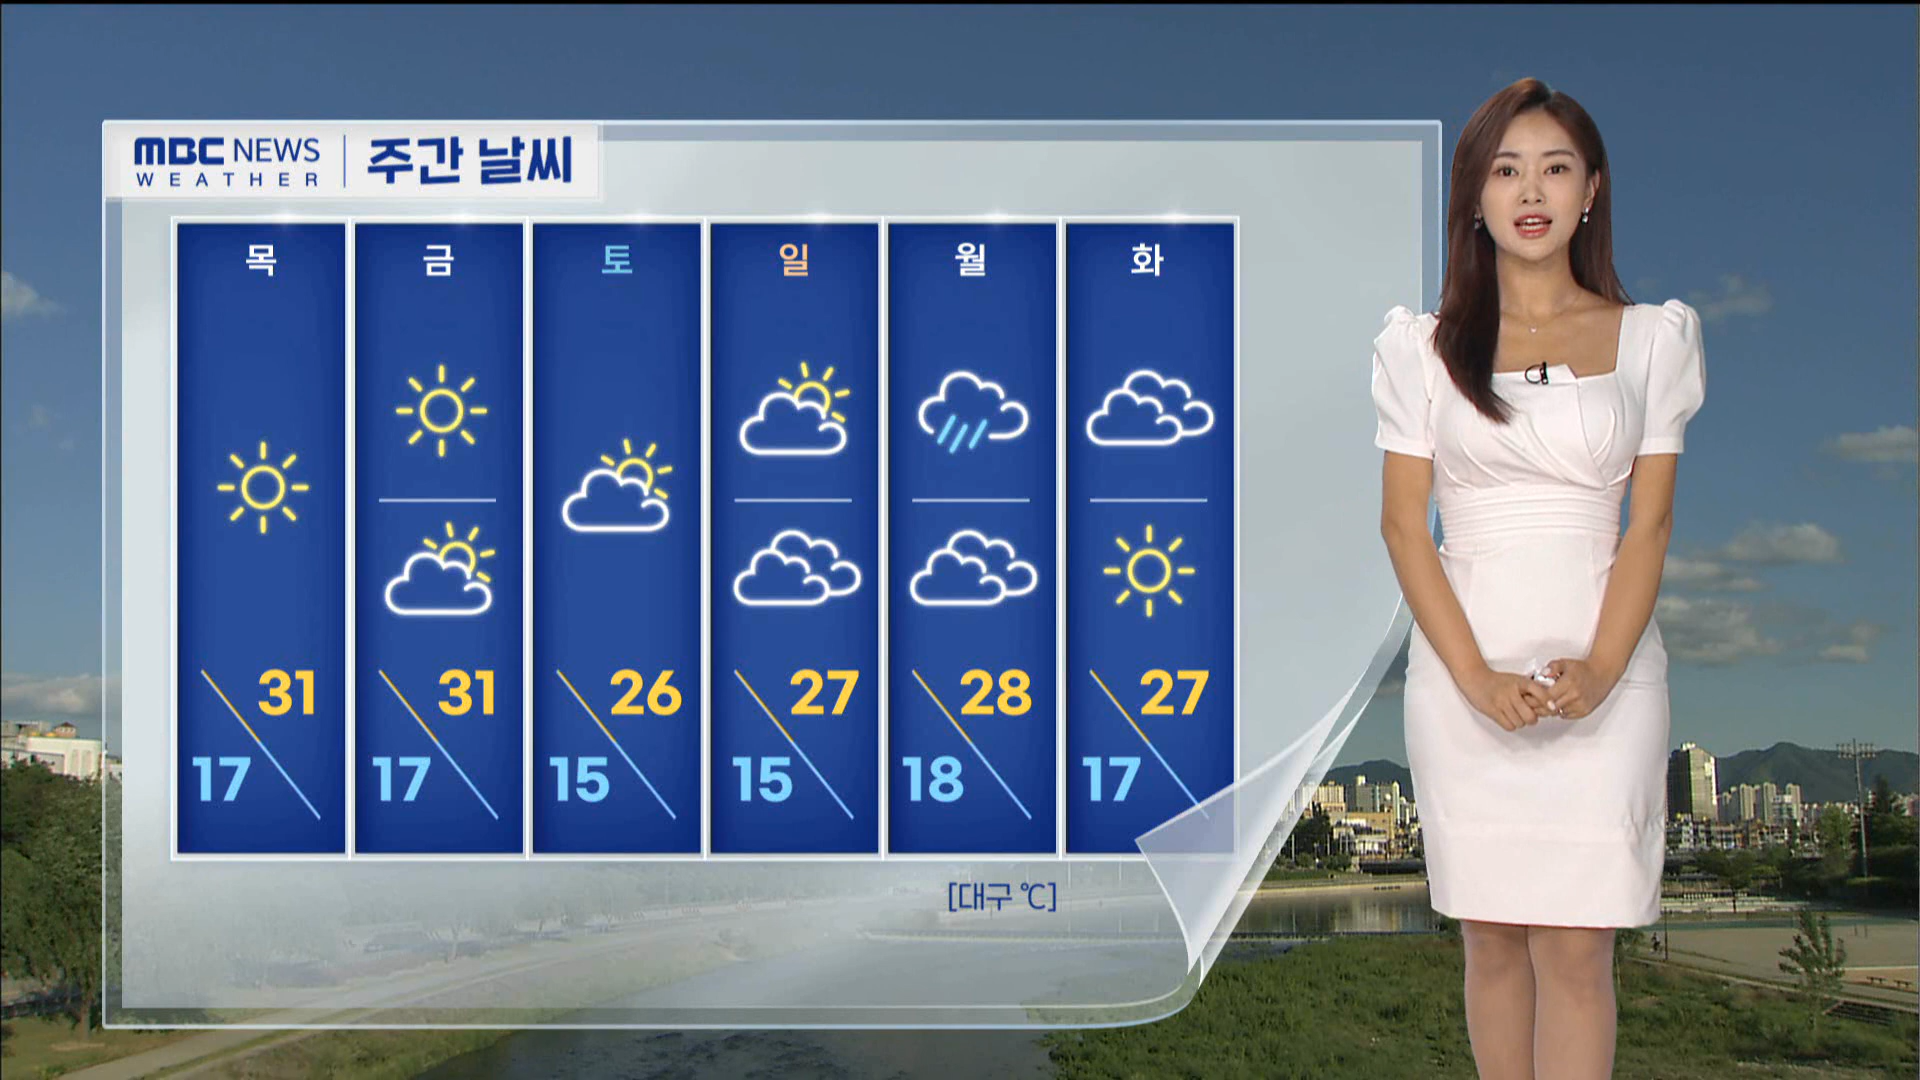 MBC NEWS
WEATHER
주간 날씨
목 금 토 일 월 화
31 31 26 27 28 27
17 17 15 15 18 17
[대구 ℃]